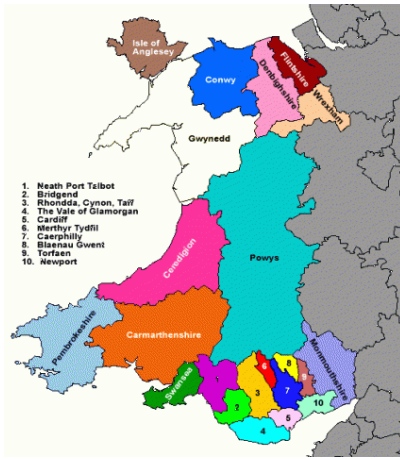 Isle of
Anglesey
Conwy
Denbighshire
Flintshire
Wrexham
Gwynedd
1. Neath Port Talbot
2. Bridgend
3. Rhondda, Cynon, Taff
4. The Vale of Glamorgan
5. Cardiff
6. Merthyr Tydfil
7. Caerphilly
8. Blaenau Gwent
9. Torfaen
10. Newport
Powys
Ceredigion
Pembrokeshire
Carmarthenshire
Swansea
Monmouthshire
1
2
3
4
5
6
7
8
9
10